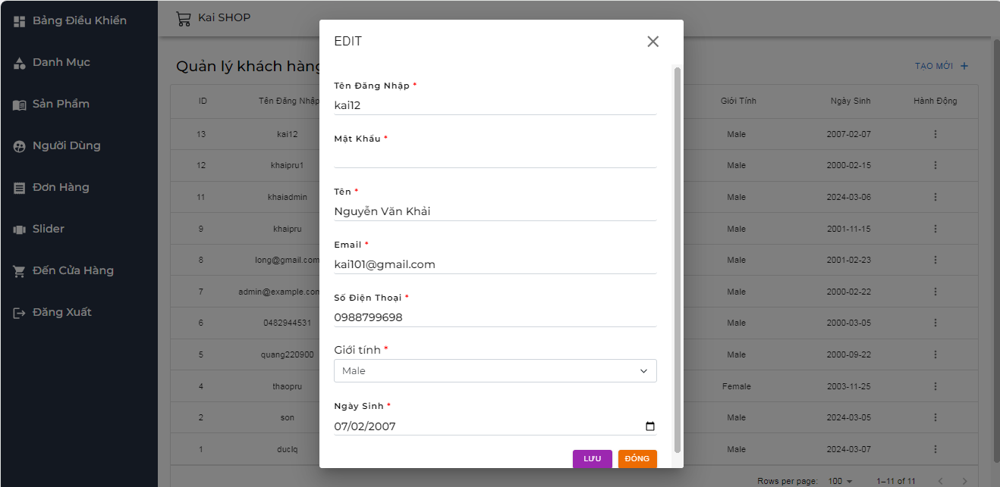 Bảng Điều Khiển
Danh Mục
Sản Phẩm
Người Dùng
Đơn Hàng
Slider
Đến Cửa Hàng
Đăng Xuất
Kai SHOP
Quản lý khách hàng
TẠO MỚI +
ID Tên Đăng Nhập Giới Tính Ngày Sinh Hành Động
13 kai12 Male 2007-02-07
12 khaipru1 Male 2000-02-15
11 khaiadmin Male 2024-03-06
9 khaipru Male 2001-11-15
8 long@gmail.com Male 2001-02-23
7 admin@example.com Male 2000-02-22
6 0482944531 Male 2000-03-05
5 quang220900 Male 2000-09-22
4 thaopru Female 2003-11-25
2 son Male 2024-03-05
1 duclq Male 2024-03-07
Rows per page: 100 1–11 of 11
EDIT
Tên Đăng Nhập *
kai12
Mật Khẩu *
Tên *
Nguyễn Văn Khải
Email *
kai101@gmail.com
Số Điện Thoại *
0988799698
Giới tính *
Male
Ngày Sinh *
07/02/2007
LƯU ĐÓNG